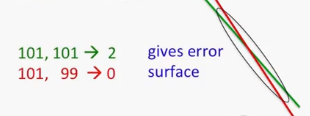 101, 101 → 2 gives error
101, 99 → 0 surface